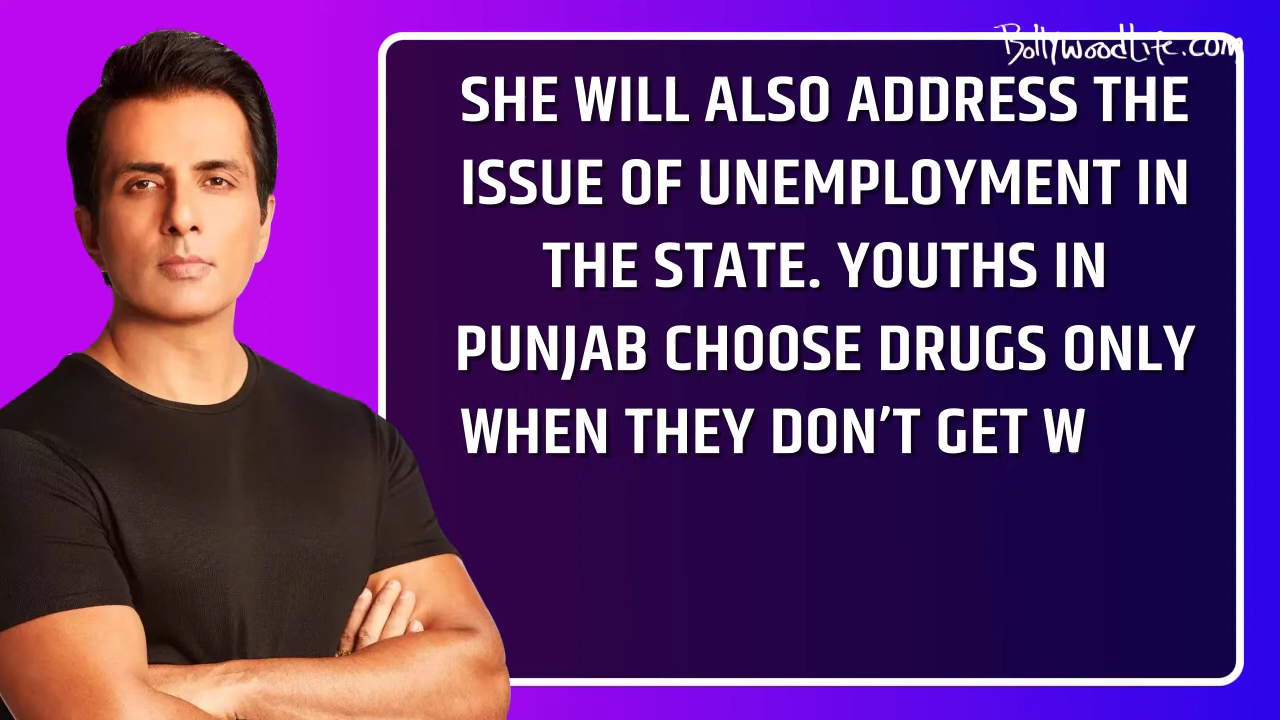 BollywoodLife.com
SHE WILL ALSO ADDRESS THE
ISSUE OF UNEMPLOYMENT IN
THE STATE. YOUTHS IN
PUNJAB CHOOSE DRUGS ONLY
WHEN THEY DON’T GET W